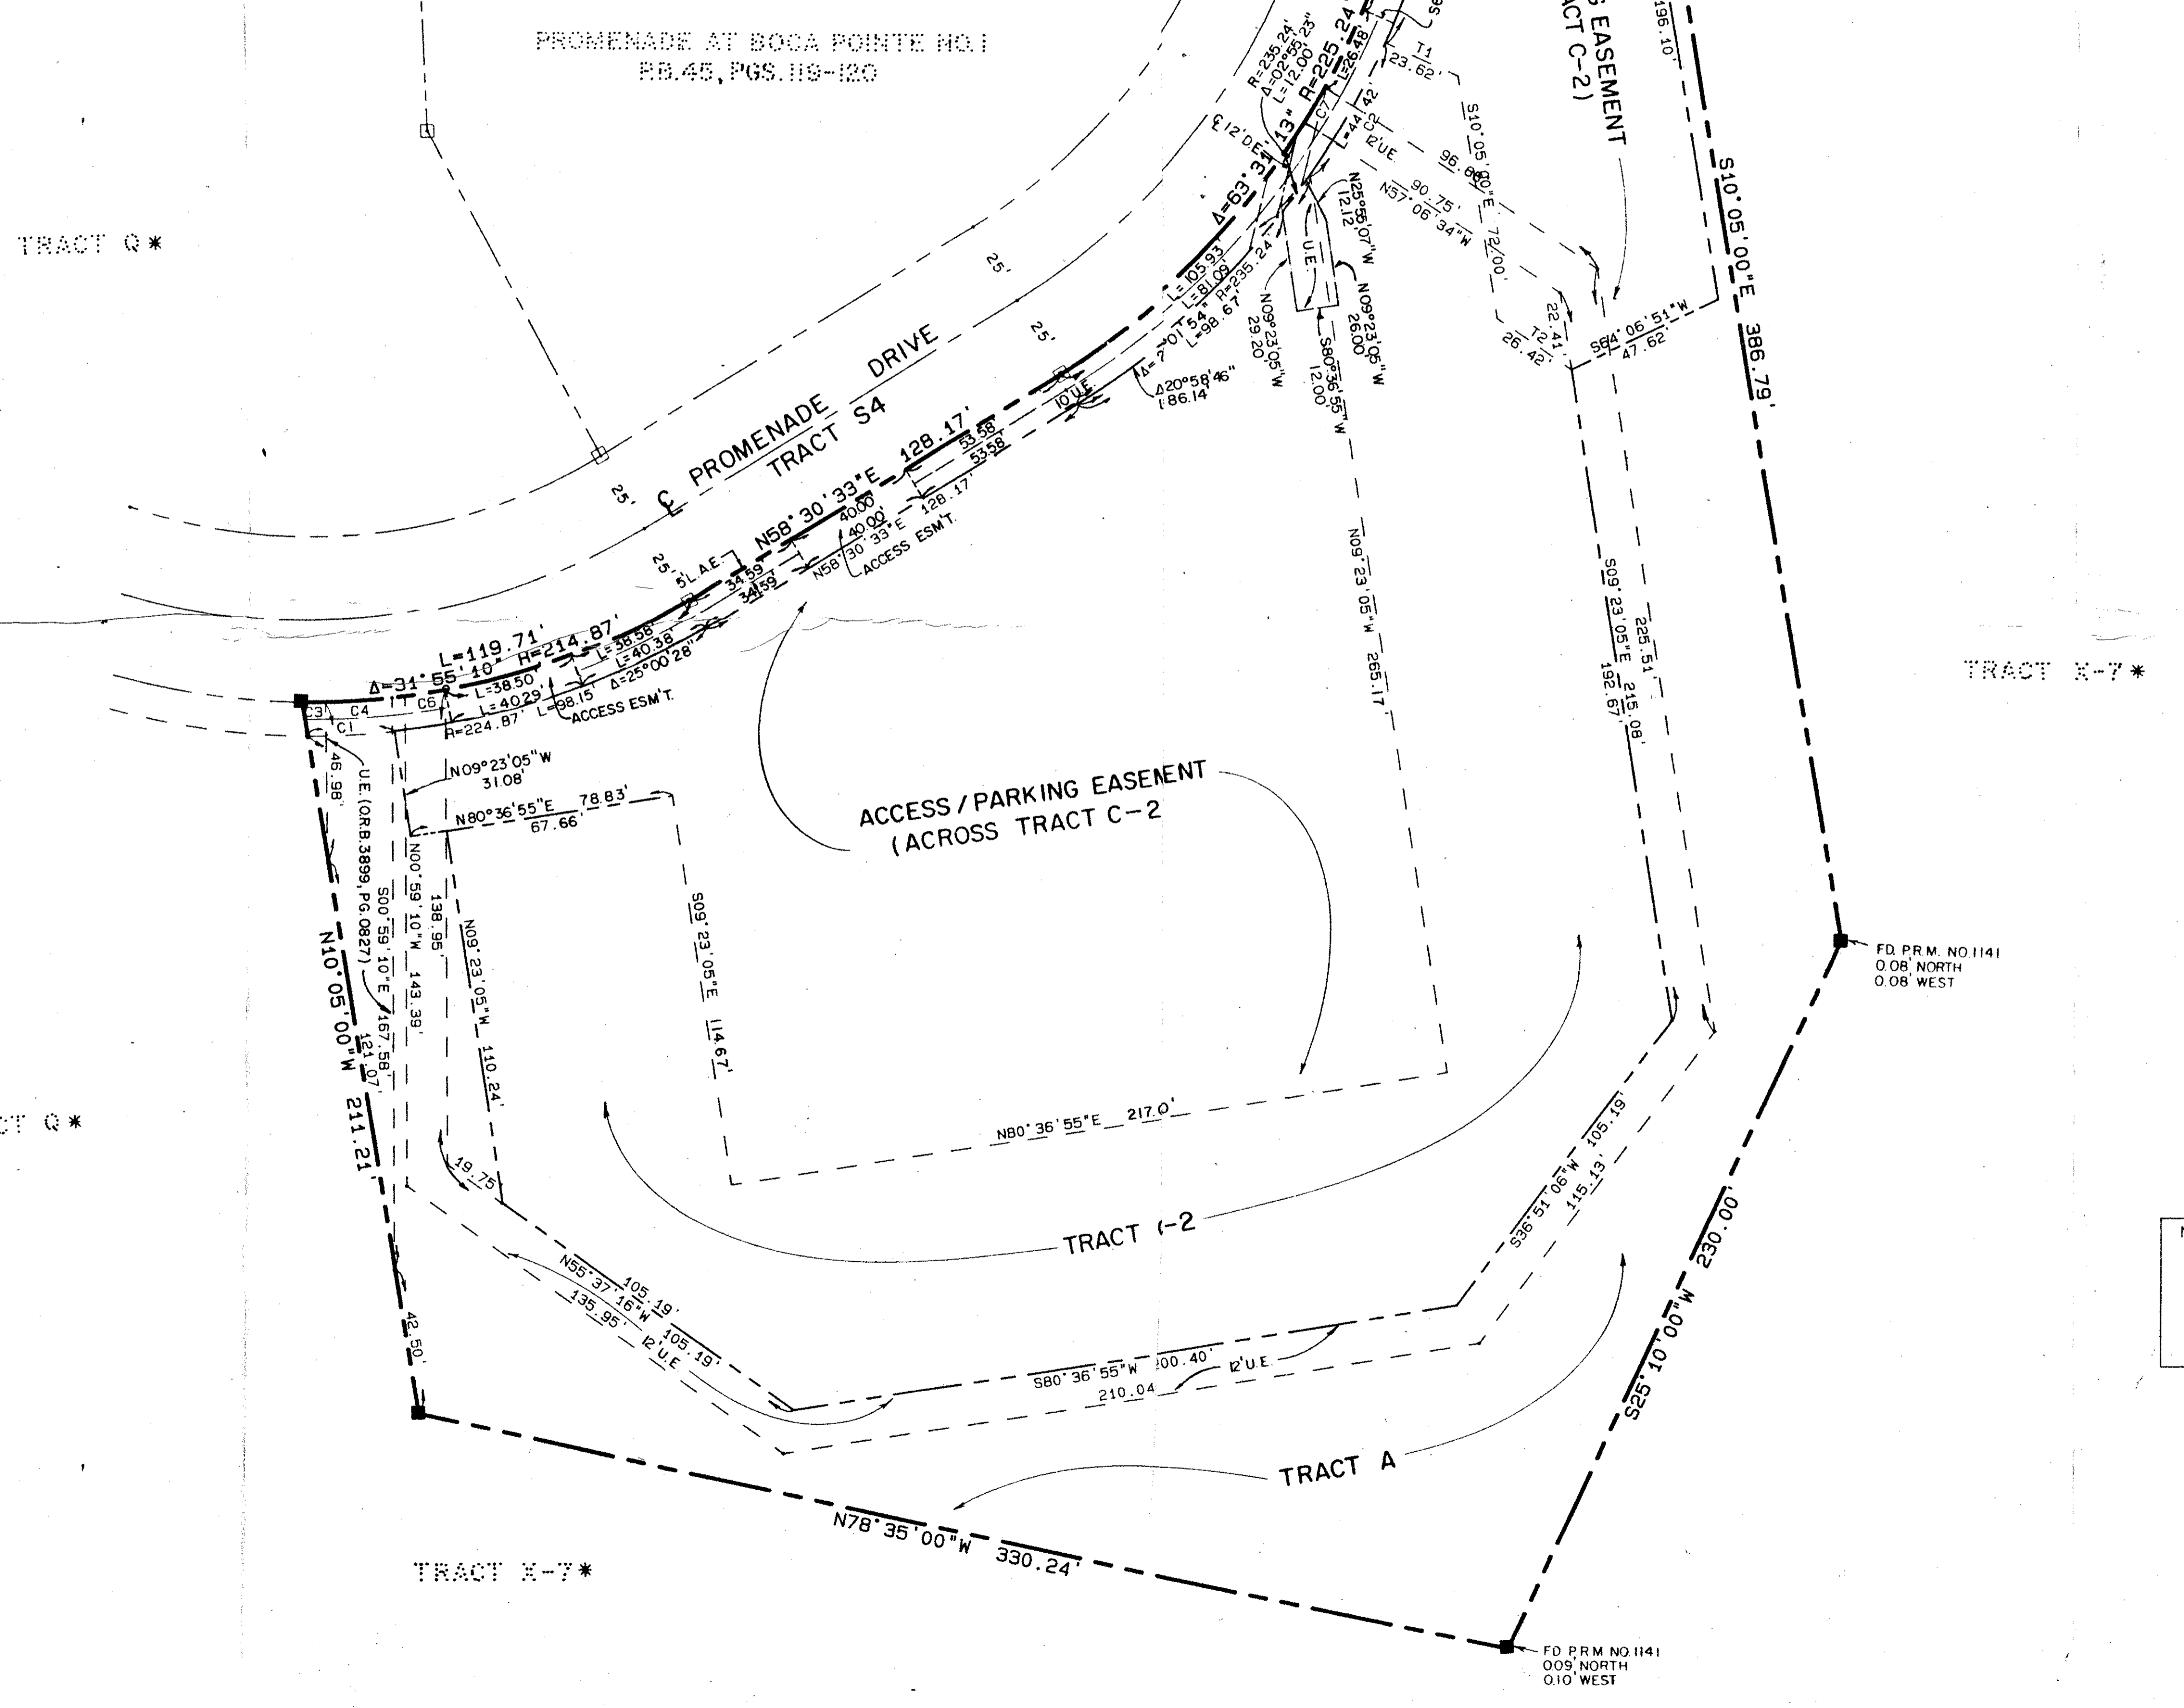 PROMENADE AT BOCA POINTE NO.1
P.B.45, PGS.119-120
TRACT Q*
R=235.24'
Δ=02°55'23"
L=12.00'
R=225.24'
L=26.48'
T1
23.62'
EASEMENT
C-2)
196.10'
S10°05'00"E 386.79'
S10°05'00"E 72.00'
℄ 12' D.E.
C7
C2
12'U.E.
90.75'
N57°06'34"W
N25°55'07"W
12.12'
U.E.
N09°23'05"W
26.00'
N09°23'05"W
29.20'
S80°36'55"W
12.00'
22.41'
T2
26.42'
S64°06'51"W
47.62'
L=105.93'
L=81.09'
R=235.24'
L=98.67'
Δ20°58'46"
10'U.E.
25'
25'
25'
25'
25'
℄ PROMENADE DRIVE
TRACT S4
N58°30'33"E 128.17'
53.58'
53.58'
40.00'
40.00'
N58°30'33"E 128.17'
ACCESS ESM'T.
5'L.A.E.
34.59'
34.59'
L=119.71'
Δ=31°55'10" R=214.87'
L=38.58'
L=40.38'
Δ=25°00'28"
L=38.50'
L=40.29'
L=98.15'
R=224.87'
ACCESS ESM'T.
C3
C4
C6
C1
46.98'
U.E. (O.R.B.3899, PG.0827)
N09°23'05"W
31.08'
N80°36'55"E 78.83'
67.66'
N09°23'05"W 265.17'
S09°23'05"E 215.08'
192.67'
225.51'
TRACT X-7*
ACCESS/PARKING EASEMENT
(ACROSS TRACT C-2
N00°59'10"W 143.39'
138.95'
S00°59'10"E 167.58'
121.07'
N10°05'00"W 211.21'
N09°23'05"W 110.24'
S09°23'05"E 114.67'
FD. P.R.M. NO.1141
0.08' NORTH
0.08' WEST
Q*
19.75'
N80°36'55"E 217.0'
S36°51'06"W 105.19'
115.13'
TRACT -2
S25°10'00"W 230.00'
105.19'
N55°37'16"W 105.19'
135.95' 12'U.E.
42.50'
S80°36'55"W 200.40'
210.04
12'U.E.
TRACT A
N78°35'00"W 330.24'
TRACT X-7*
FD P.R.M NO.1141
0.09' NORTH
0.10' WEST